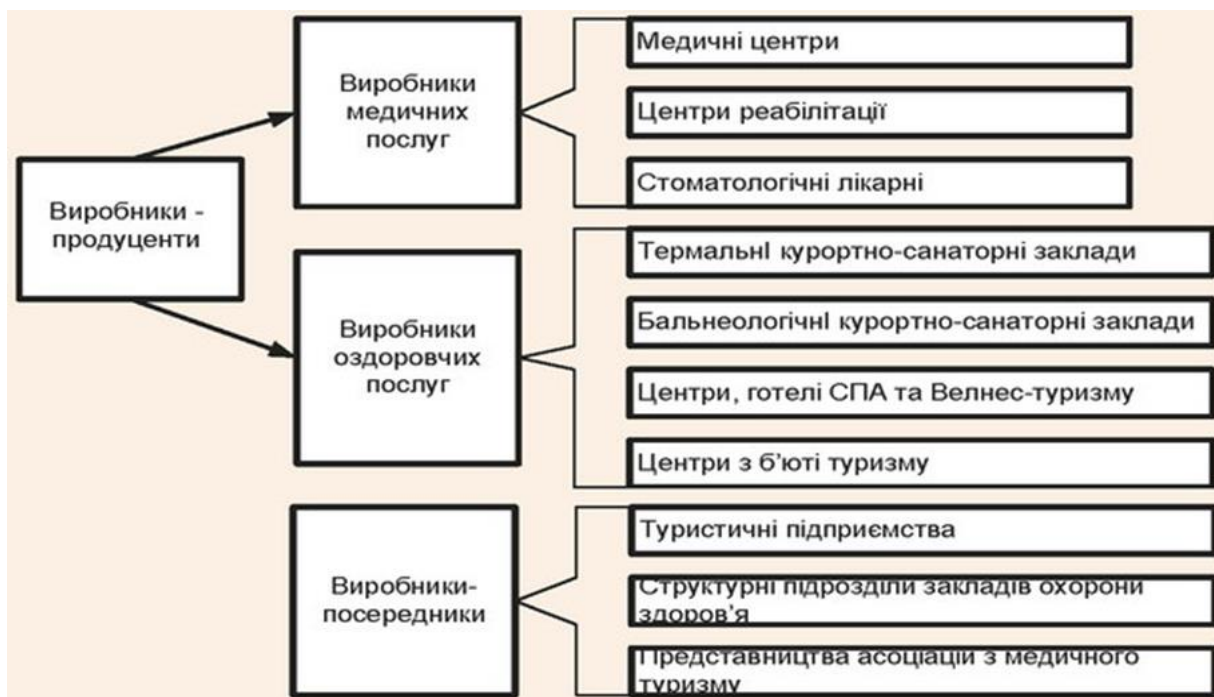 Виробники -
продуценти
Виробники
медичних
послуг
Медичні центри
Центри реабілітації
Стоматологічні лікарні
Виробники
оздоровчих
послуг
ТермальнІ курортно-санаторні заклади
БальнеологічнІ курортно-санаторні заклади
Центри, готелі СПА та Велнес-туризму
Центри з б’юті туризму
Виробники-
посередники
Туристичні підприємства
Структурні підрозділи закладів охорони
здоров’я
Представництва асоціацій з медичного
туризму